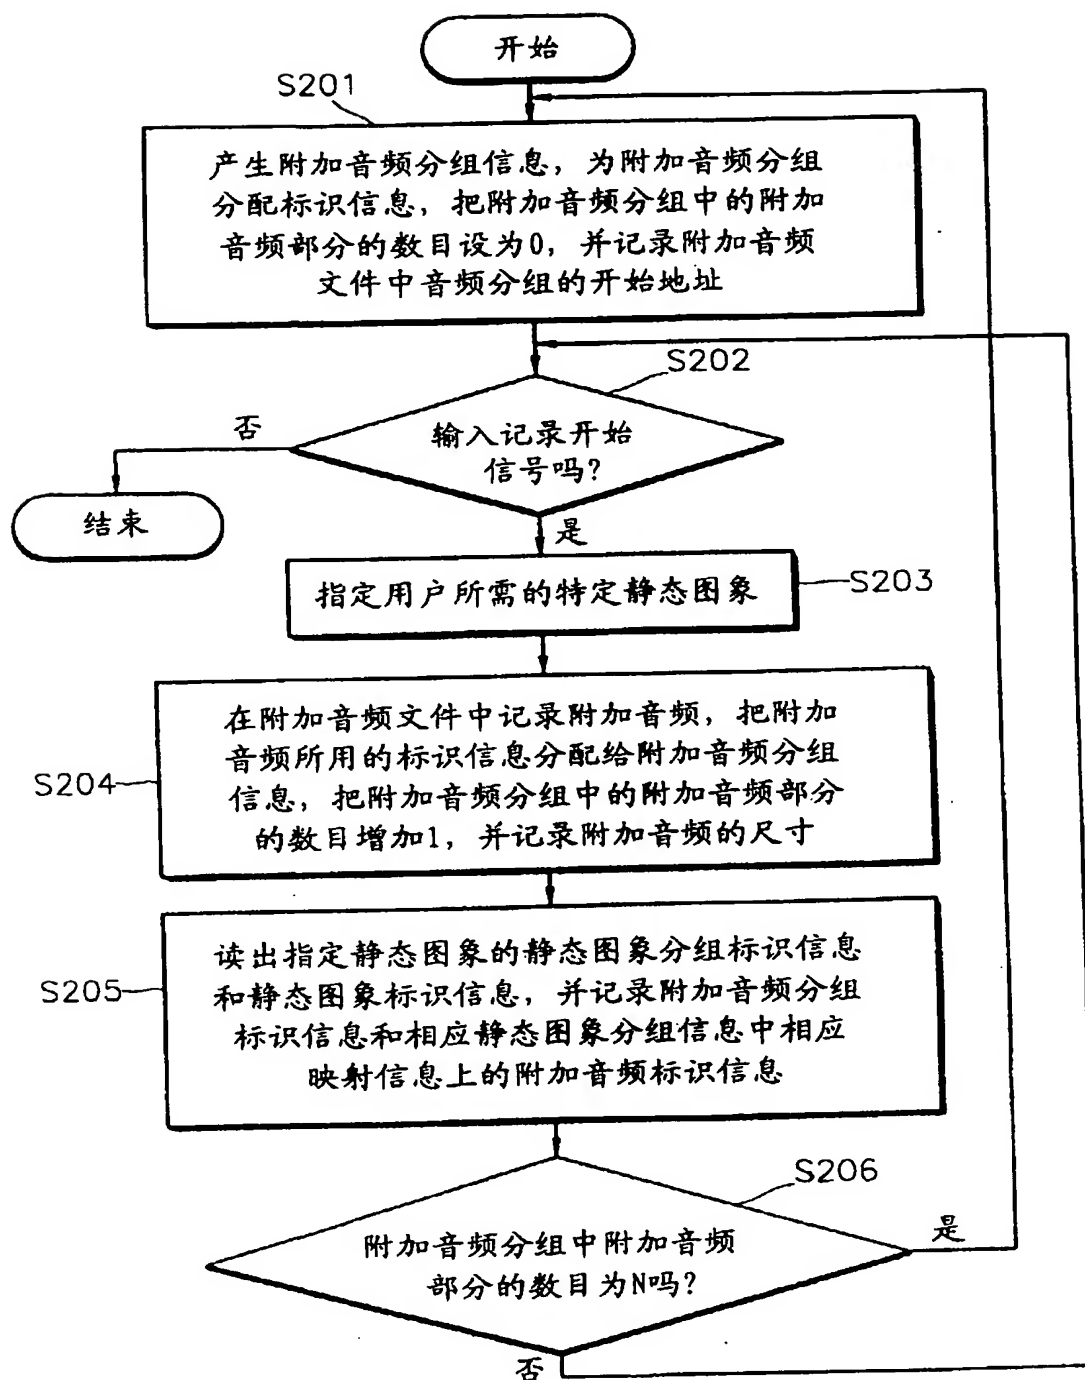 开始
S201
产生附加音频分组信息，为附加音频分组
分配标识信息，把附加音频分组中的附加
音频部分的数目设为0，并记录附加音频
文件中音频分组的开始地址
S202
否
输入记录开始
信号吗？
结束
是
指定用户所需的特定静态图象
S203
在附加音频文件中记录附加音频，把附加
音频所用的标识信息分配给附加音频分组
信息，把附加音频分组中的附加音频部分
的数目增加1，并记录附加音频的尺寸
S204
读出指定静态图象的静态图象分组标识信息
和静态图象标识信息，并记录附加音频分组
标识信息和相应静态图象分组信息中相应
映射信息上的附加音频标识信息
S205
S206
是
附加音频分组中附加音频
部分的数目为N吗？
否